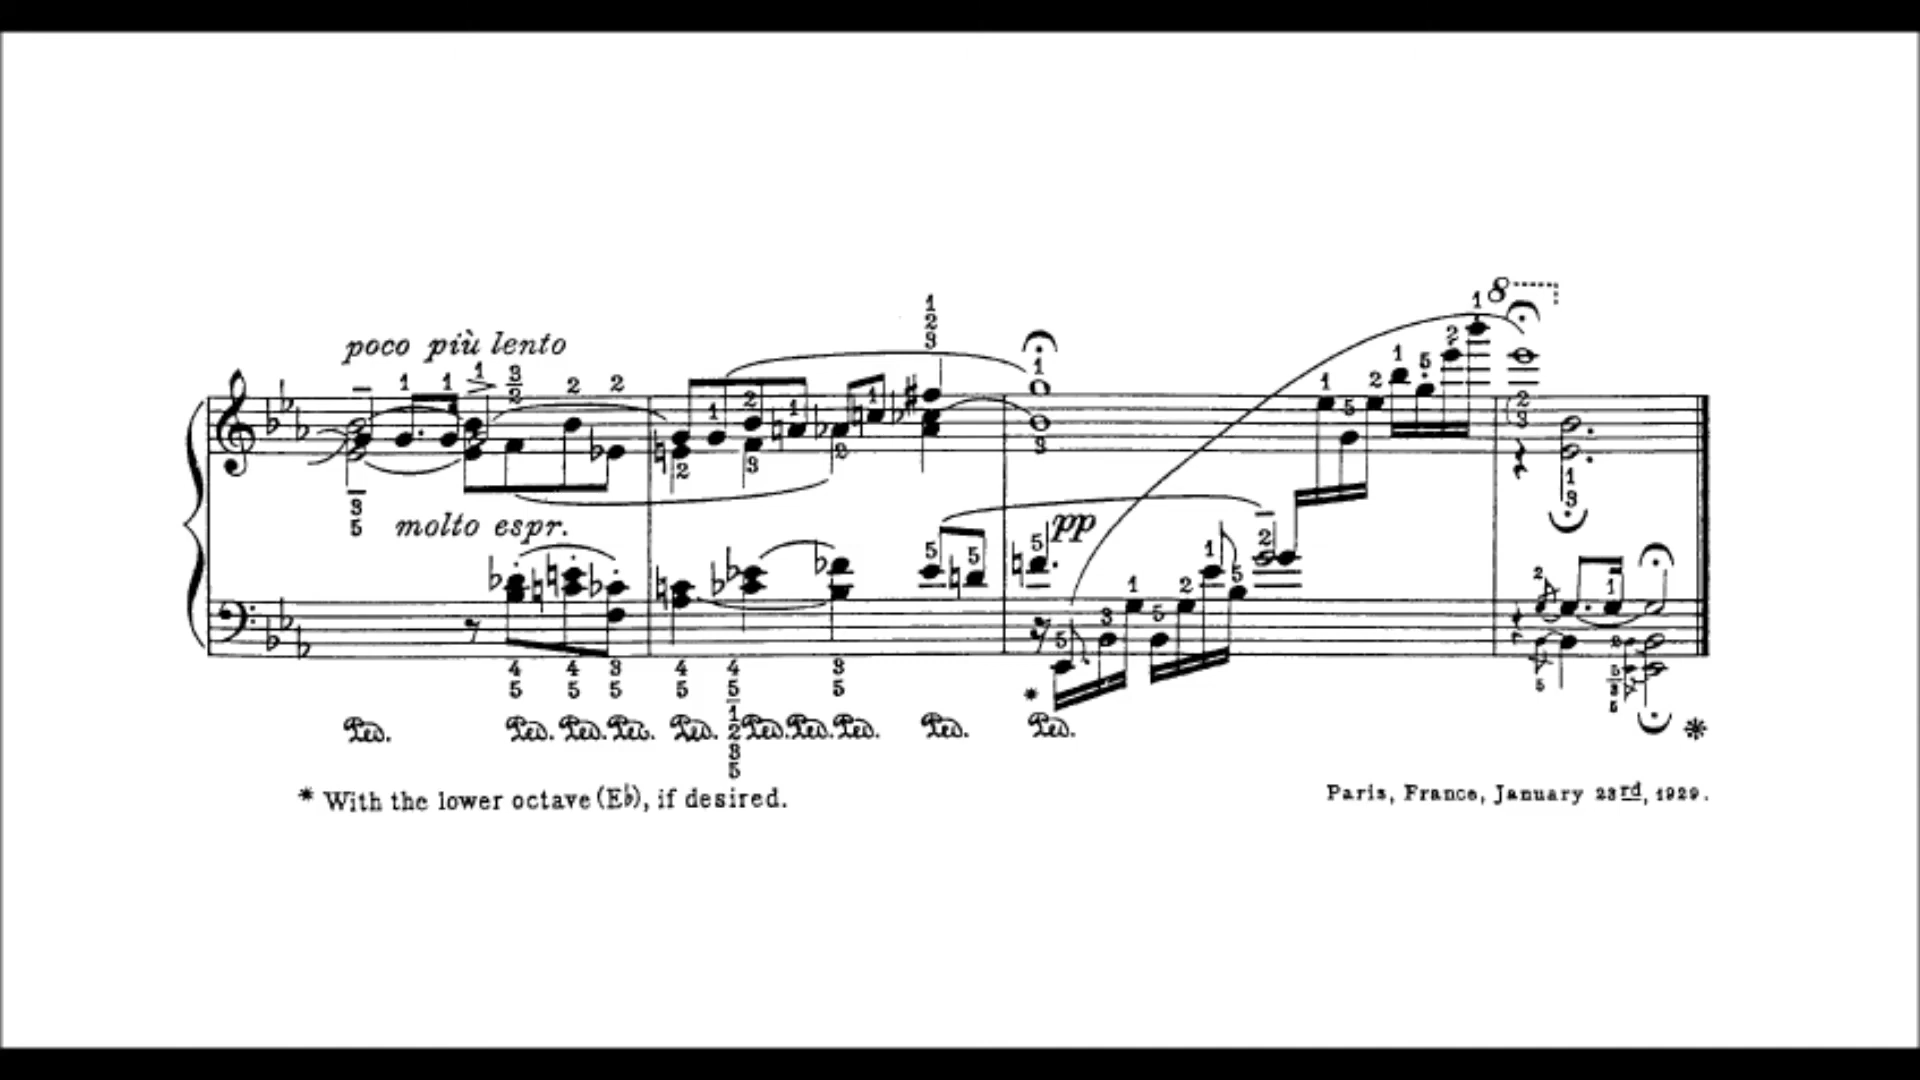 poco più lento
molto espr.
pp
* With the lower octave (E♭), if desired.
Paris, France, January 23rd, 1929.